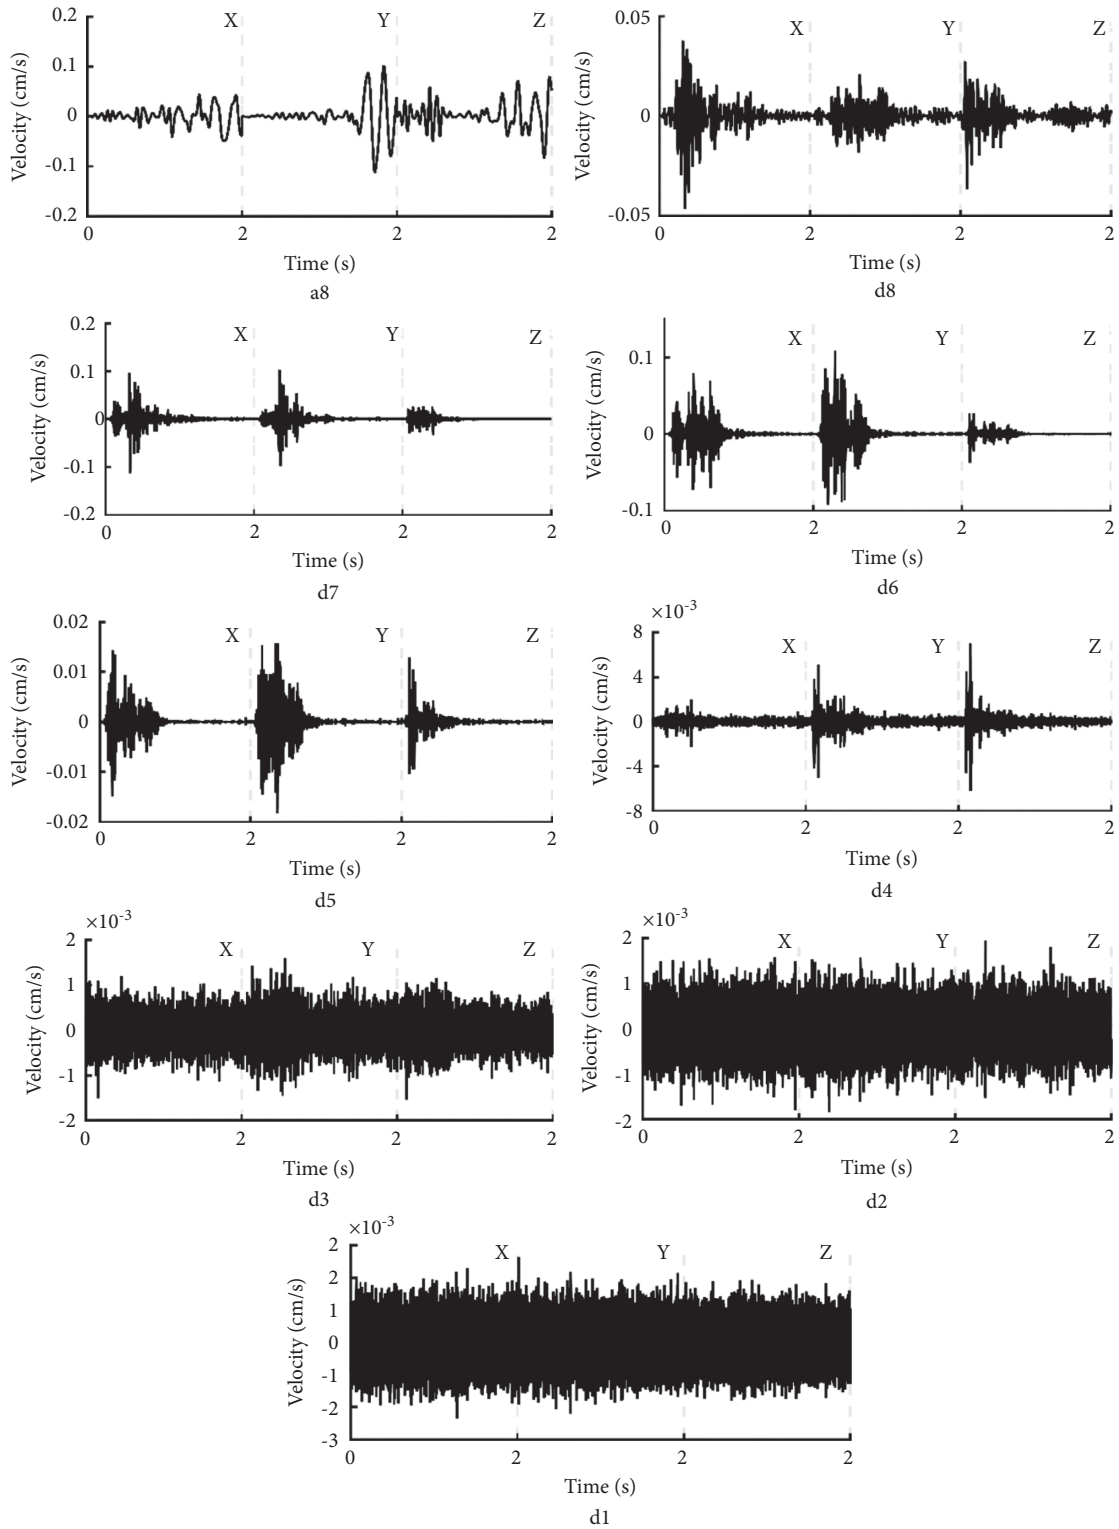 0.2
0.1
0
-0.1
-0.2
Velocity (cm/s)
X
Y
Z
0
2
2
2
Time (s)
a8
0.05
0
-0.05
Velocity (cm/s)
X
Y
Z
0
2
2
2
Time (s)
d8
0.2
0.1
0
-0.1
-0.2
Velocity (cm/s)
X
Y
Z
0
2
2
2
Time (s)
d7
0.1
0
-0.1
Velocity (cm/s)
X
Y
Z
0
2
2
2
Time (s)
d6
0.02
0.01
0
-0.01
-0.02
Velocity (cm/s)
X
Y
Z
0
2
2
2
Time (s)
d5
×10⁻³
8
4
0
-4
-8
Velocity (cm/s)
X
Y
Z
0
2
2
2
Time (s)
d4
×10⁻³
2
1
0
-1
-2
Velocity (cm/s)
X
Y
Z
0
2
2
2
Time (s)
d3
×10⁻³
2
1
0
-1
-2
Velocity (cm/s)
X
Y
Z
0
2
2
2
Time (s)
d2
×10⁻³
2
2
1
0
-1
-2
-3
Velocity (cm/s)
X
Y
Z
0
2
2
2
Time (s)
d1